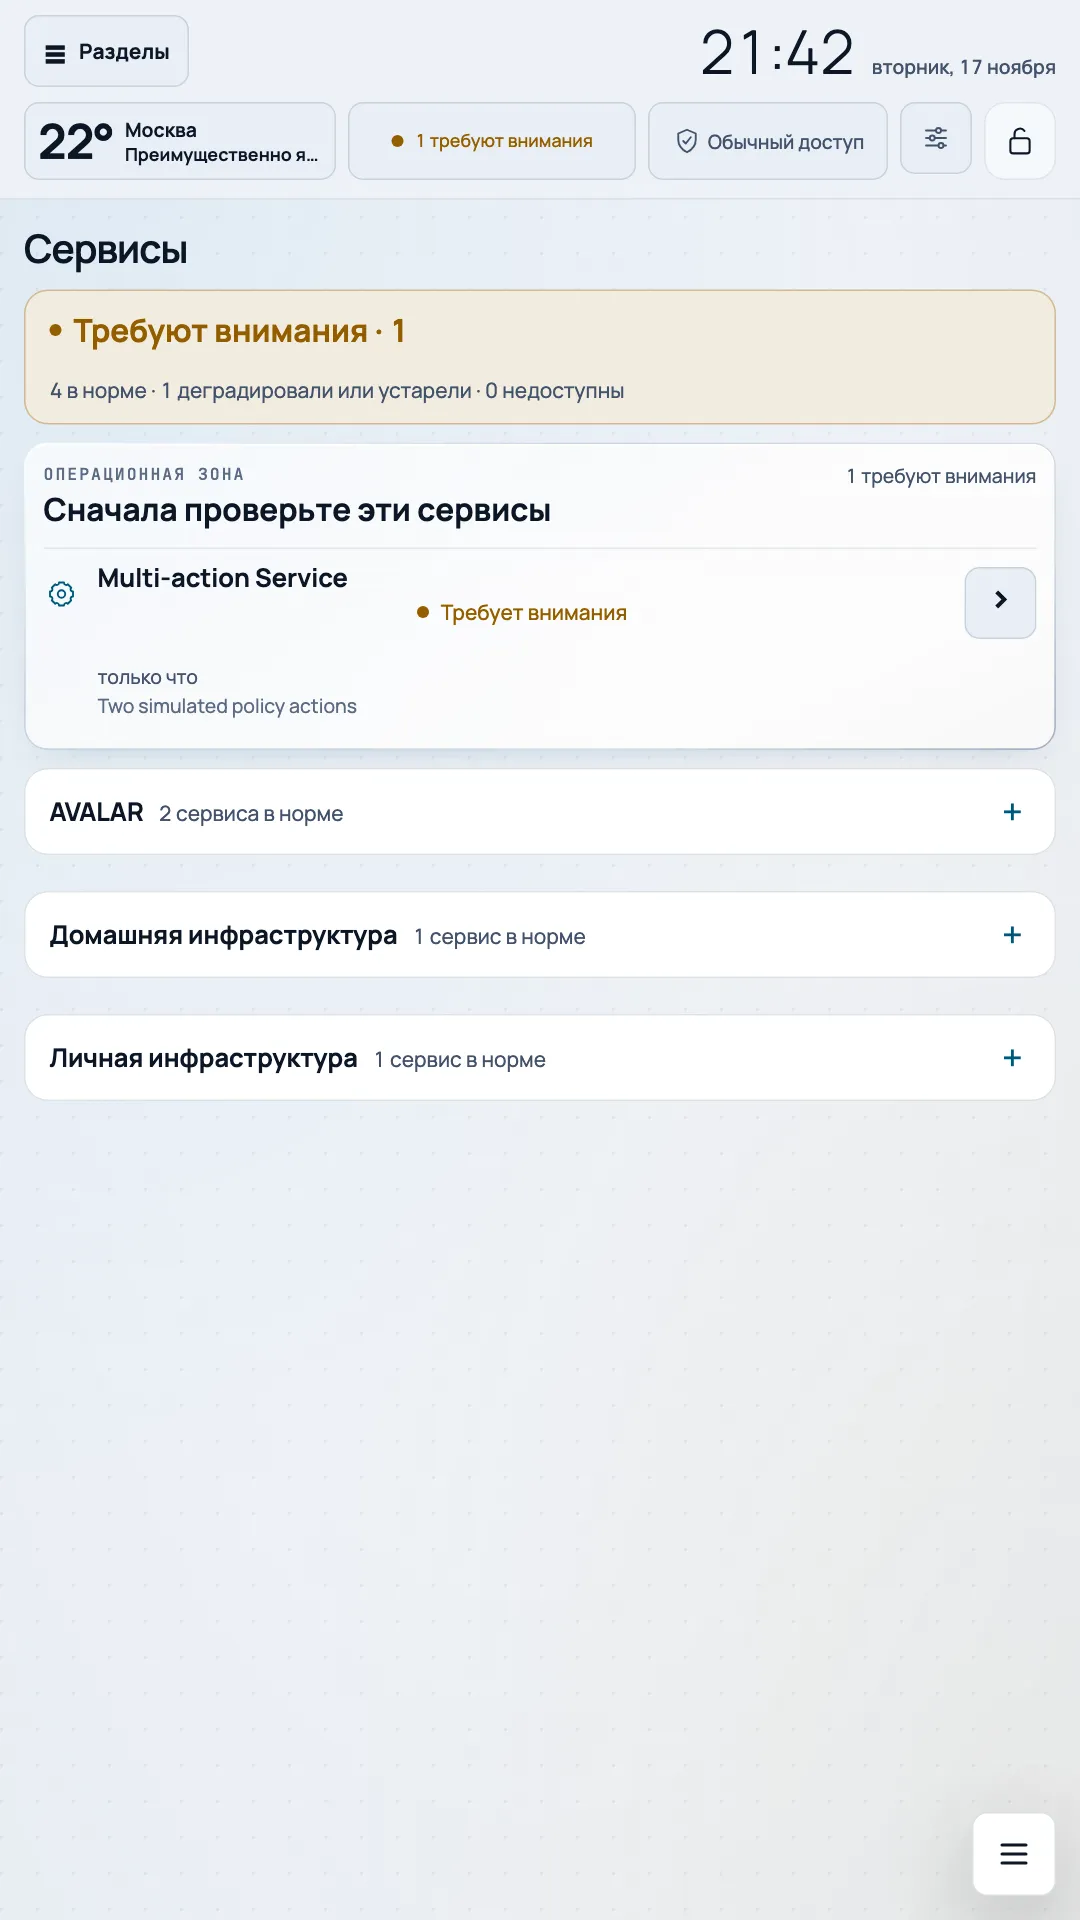 Разделы
21:42 вторник, 17 ноября
22° Москва
Преимущественно я…
1 требуют внимания
Обычный доступ
Сервисы
Требуют внимания · 1
4 в норме · 1 деградировали или устарели · 0 недоступны
ОПЕРАЦИОННАЯ ЗОНА
1 требуют внимания
Сначала проверьте эти сервисы
Multi-action Service
Требует внимания
только что
Two simulated policy actions
AVALAR 2 сервиса в норме
Домашняя инфраструктура 1 сервис в норме
Личная инфраструктура 1 сервис в норме